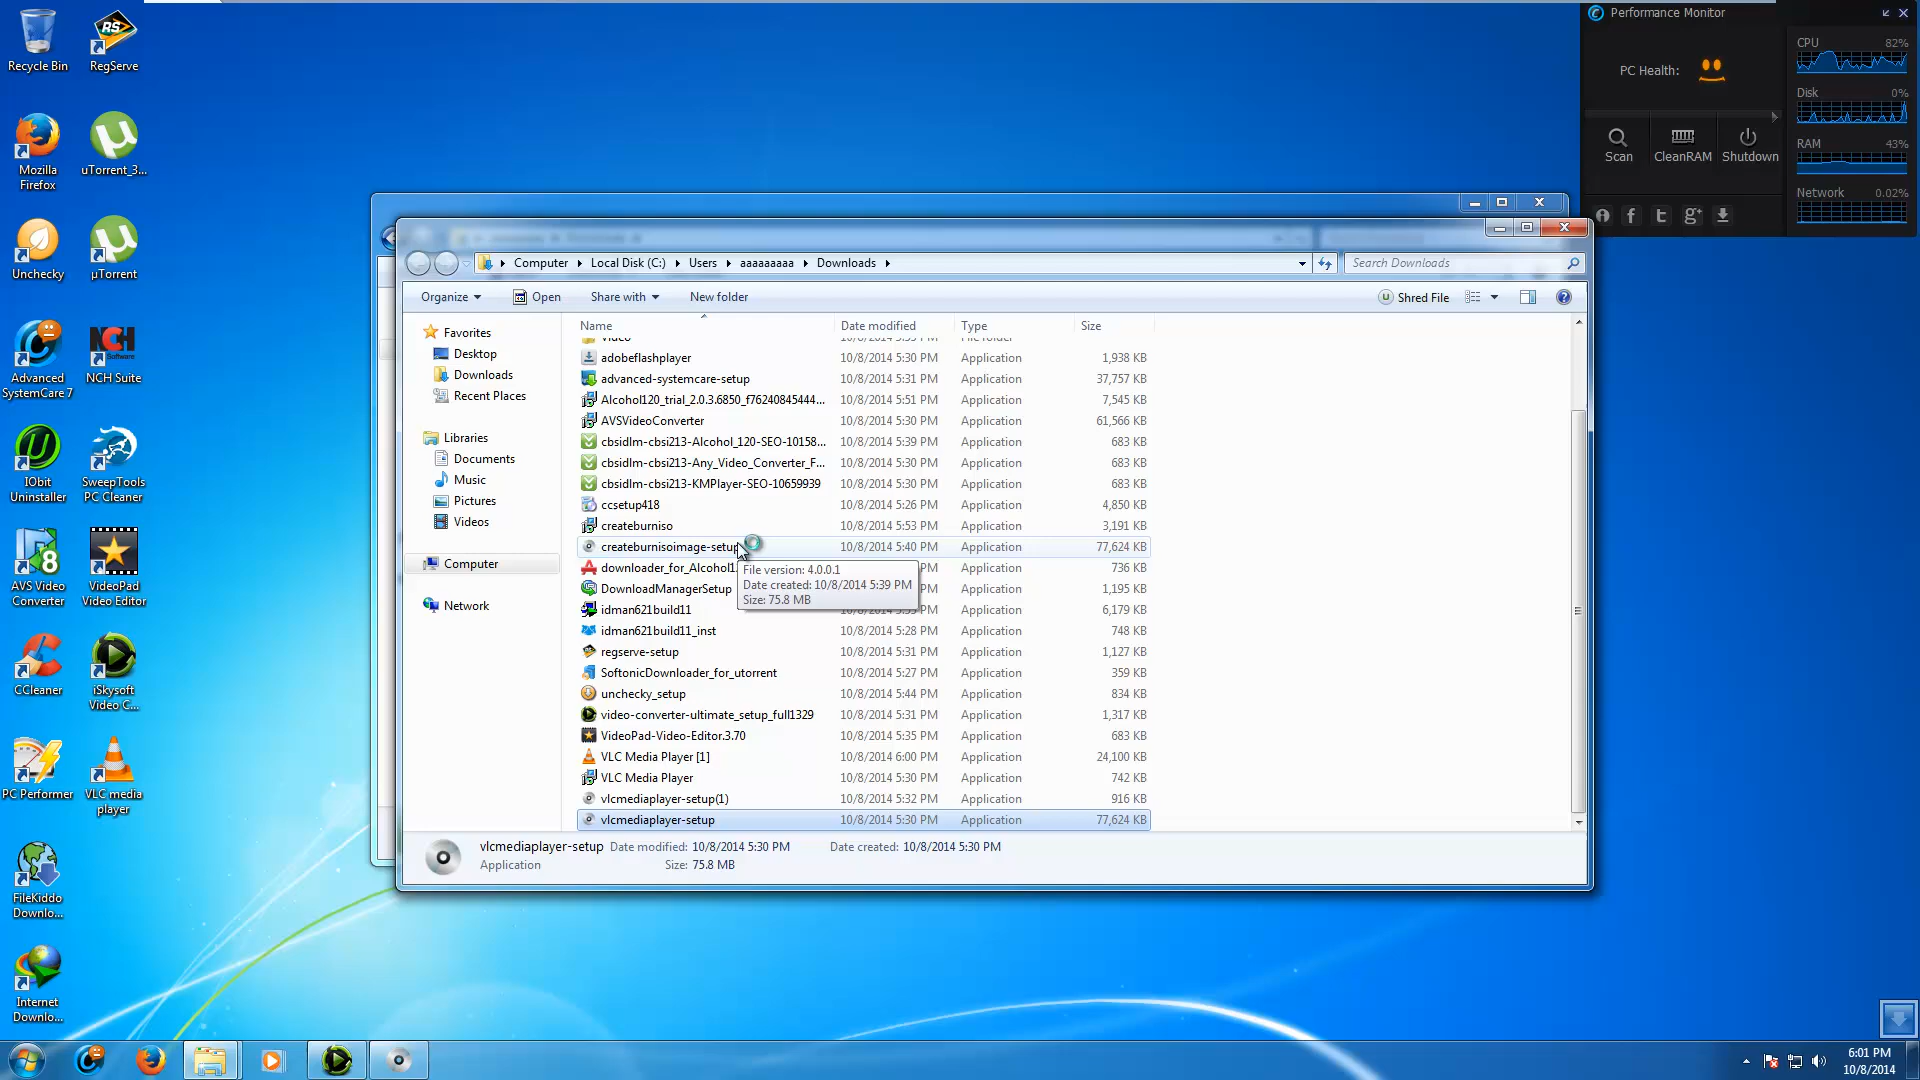 Recycle Bin
RegServe
Mozilla Firefox
uTorrent_3...
Unchecky
µTorrent
Advanced SystemCare 7
NCH Suite
IObit Uninstaller
SweepTools PC Cleaner
AVS Video Converter
VideoPad Video Editor
CCleaner
iSkysoft Video C...
PC Performer
VLC media player
FileKiddo Downlo...
Internet Downlo...
Performance Monitor
PC Health:
CPU 82%
Disk 0%
RAM 43%
Network 0.02%
Scan CleanRAM Shutdown
Computer Local Disk (C:) Users aaaaaaaaa Downloads
Search Downloads
Organize Open Share with New folder Shred File
Favorites
Desktop
Downloads
Recent Places
Libraries
Documents
Music
Pictures
Videos
Computer
Network
Name Date modified Type Size
adobeflashplayer 10/8/2014 5:30 PM Application 1,938 KB
advanced-systemcare-setup 10/8/2014 5:31 PM Application 37,757 KB
Alcohol120_trial_2.0.3.6850_f76240845444... 10/8/2014 5:51 PM Application 7,545 KB
AVSVideoConverter 10/8/2014 5:30 PM Application 61,566 KB
cbsidlm-cbsi213-Alcohol_120-SEO-10158... 10/8/2014 5:39 PM Application 683 KB
cbsidlm-cbsi213-Any_Video_Converter_F... 10/8/2014 5:30 PM Application 683 KB
cbsidlm-cbsi213-KMPlayer-SEO-10659939 10/8/2014 5:30 PM Application 683 KB
ccsetup418 10/8/2014 5:26 PM Application 4,850 KB
createburniso 10/8/2014 5:53 PM Application 3,191 KB
createburnisoimage-setup 10/8/2014 5:40 PM Application 77,624 KB
downloader_for_Alcohol1 PM Application 736 KB
DownloadManagerSetup PM Application 1,195 KB
idman621build11 PM Application 6,179 KB
File version: 4.0.0.1
Date created: 10/8/2014 5:39 PM
Size: 75.8 MB
idman621build11_inst 10/8/2014 5:28 PM Application 748 KB
regserve-setup 10/8/2014 5:31 PM Application 1,127 KB
SoftonicDownloader_for_utorrent 10/8/2014 5:27 PM Application 359 KB
unchecky_setup 10/8/2014 5:44 PM Application 834 KB
video-converter-ultimate_setup_full1329 10/8/2014 5:31 PM Application 1,317 KB
VideoPad-Video-Editor.3.70 10/8/2014 5:35 PM Application 683 KB
VLC Media Player [1] 10/8/2014 6:00 PM Application 24,100 KB
VLC Media Player 10/8/2014 5:30 PM Application 742 KB
vlcmediaplayer-setup(1) 10/8/2014 5:32 PM Application 916 KB
vlcmediaplayer-setup 10/8/2014 5:30 PM Application 77,624 KB
vlcmediaplayer-setup Date modified: 10/8/2014 5:30 PM Date created: 10/8/2014 5:30 PM
Application Size: 75.8 MB
6:01 PM
10/8/2014